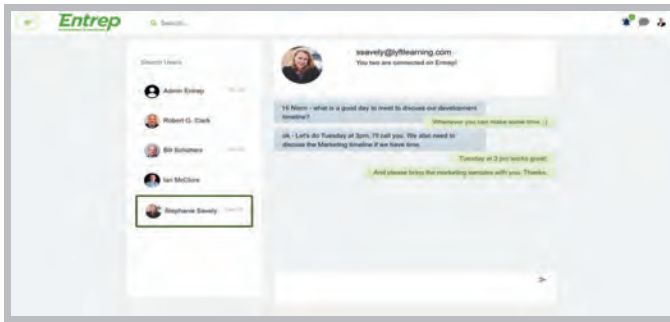 Entrep
Search...
Search Users
ssavely@lyftlearning.com
You two are connected on Entrep!
Admin Entrep
Robert G. Clark
Bill Schatters
Ian McClure
Stephanie Savely
Hi Niem - what is a good day to meet to discuss our development
timeline?
Whenever you can make some time. :)
ok - Let's do Tuesday at 3pm. I'll call you. We also need to
discuss the Marketing timeline if we have time.
Tuesday at 3 pm works great.
And please bring the marketing samples with you. Thanks.